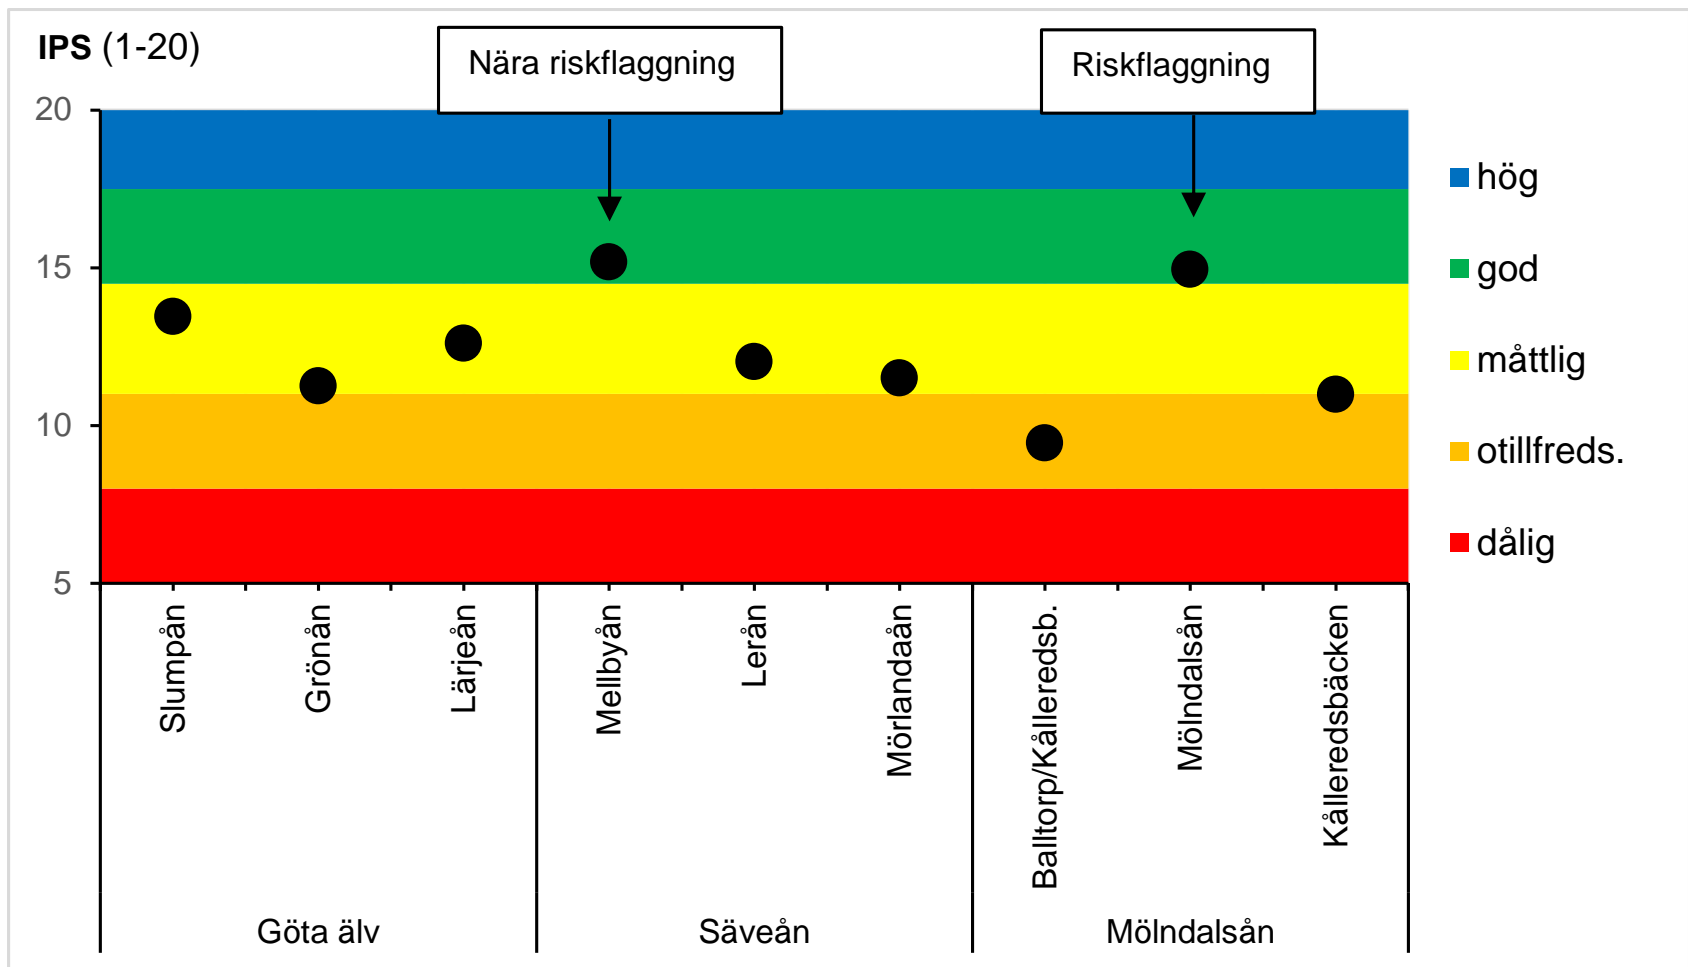 IPS (1-20)
Nära riskflaggning
Riskflaggning
20
15
10
5
hög
god
måttlig
otillfreds.
dålig
Slumpån
Grönån
Lärjeån
Mellbyån
Lerån
Mörlandaån
Balltorp/Kålleredsb.
Mölndalsån
Kålleredsbäcken
Göta älv
Säveån
Mölndalsån